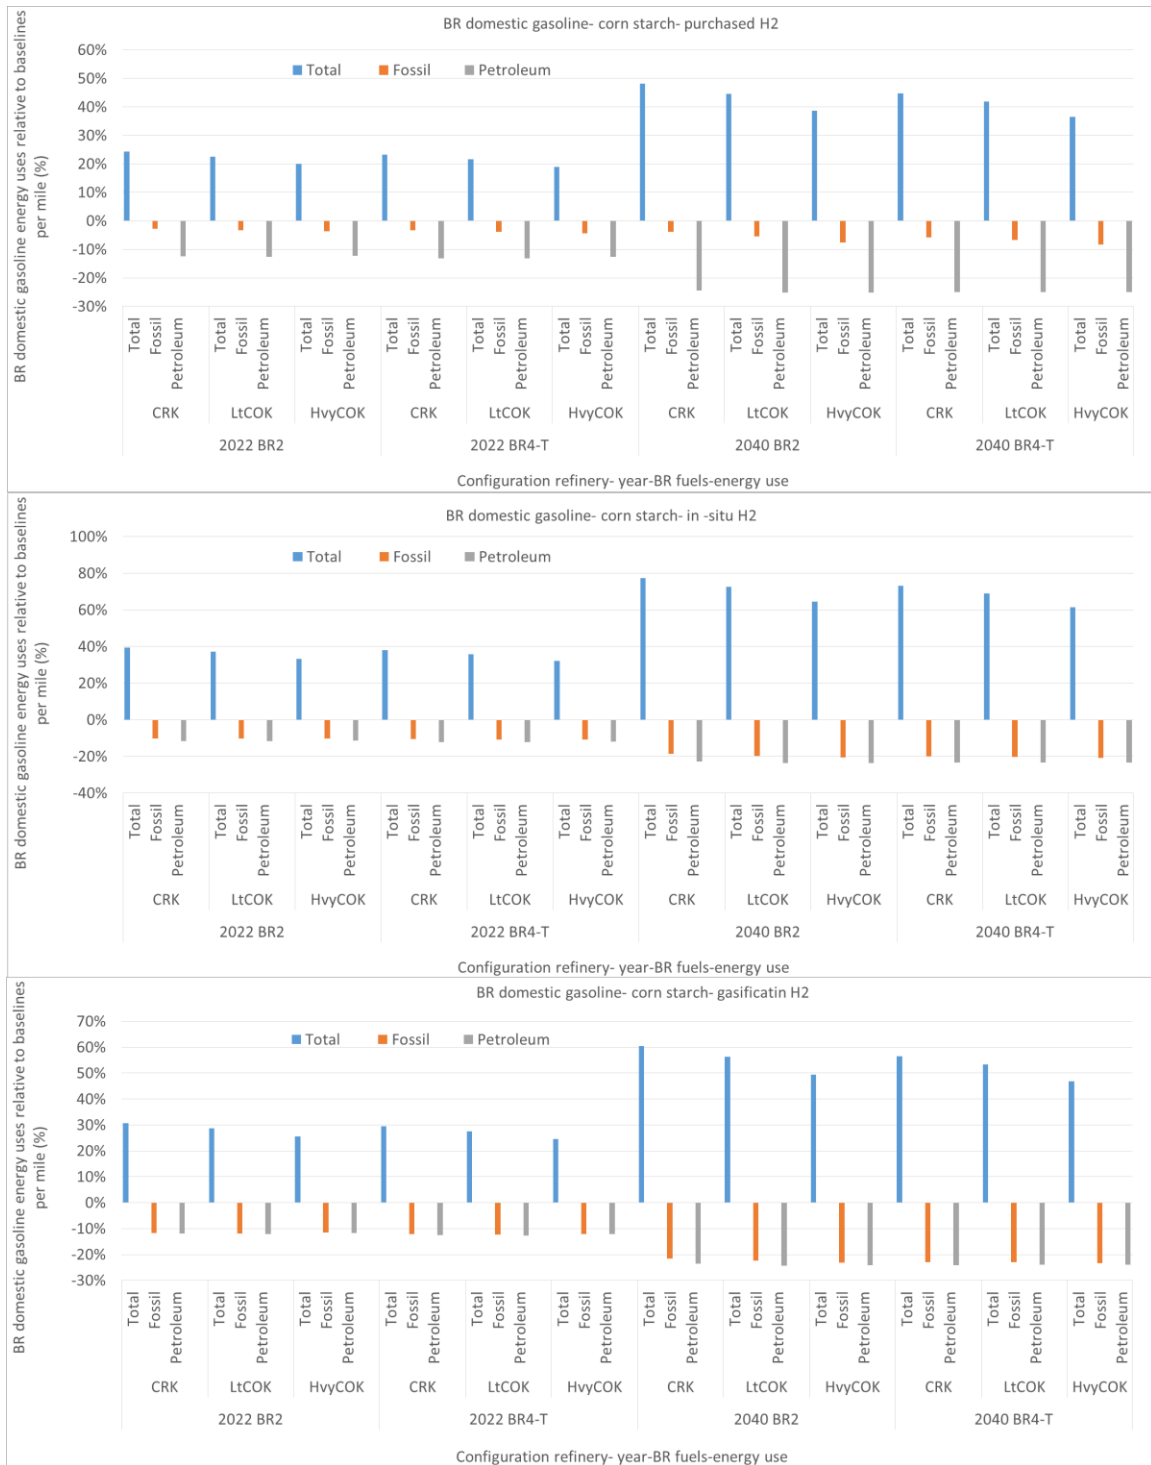 BR domestic gasoline- corn starch- purchased H2
BR domestic gasoline energy uses relative to baselines
per mile (%)
Total Fossil Petroleum
60%
50%
40%
30%
20%
10%
0%
-10%
-20%
-30%
Total Fossil Petroleum Total Fossil Petroleum Total Fossil Petroleum Total Fossil Petroleum Total Fossil Petroleum Total Fossil Petroleum Total Fossil Petroleum Total Fossil Petroleum Total Fossil Petroleum Total Fossil Petroleum Total Fossil Petroleum Total Fossil Petroleum
CRK LtCOK HvyCOK CRK LtCOK HvyCOK CRK LtCOK HvyCOK CRK LtCOK HvyCOK
2022 BR2 2022 BR4-T 2040 BR2 2040 BR4-T
Configuration refinery- year-BR fuels-energy use
BR domestic gasoline- corn starch- in -situ H2
BR domestic gasoline energy uses relative to baselines
per mile (%)
Total Fossil Petroleum
100%
80%
60%
40%
20%
0%
-20%
-40%
Total Fossil Petroleum Total Fossil Petroleum Total Fossil Petroleum Total Fossil Petroleum Total Fossil Petroleum Total Fossil Petroleum Total Fossil Petroleum Total Fossil Petroleum Total Fossil Petroleum Total Fossil Petroleum Total Fossil Petroleum Total Fossil Petroleum
CRK LtCOK HvyCOK CRK LtCOK HvyCOK CRK LtCOK HvyCOK CRK LtCOK HvyCOK
2022 BR2 2022 BR4-T 2040 BR2 2040 BR4-T
Configuration refinery- year-BR fuels-energy use
BR domestic gasoline- corn starch- gasificatin H2
BR domestic gasoline energy uses relative to baselines
per mile (%)
Total Fossil Petroleum
70%
60%
50%
40%
30%
20%
10%
0%
-10%
-20%
-30%
Total Fossil Petroleum Total Fossil Petroleum Total Fossil Petroleum Total Fossil Petroleum Total Fossil Petroleum Total Fossil Petroleum Total Fossil Petroleum Total Fossil Petroleum Total Fossil Petroleum Total Fossil Petroleum Total Fossil Petroleum Total Fossil Petroleum
CRK LtCOK HvyCOK CRK LtCOK HvyCOK CRK LtCOK HvyCOK CRK LtCOK HvyCOK
2022 BR2 2022 BR4-T 2040 BR2 2040 BR4-T
Configuration refinery- year-BR fuels-energy use